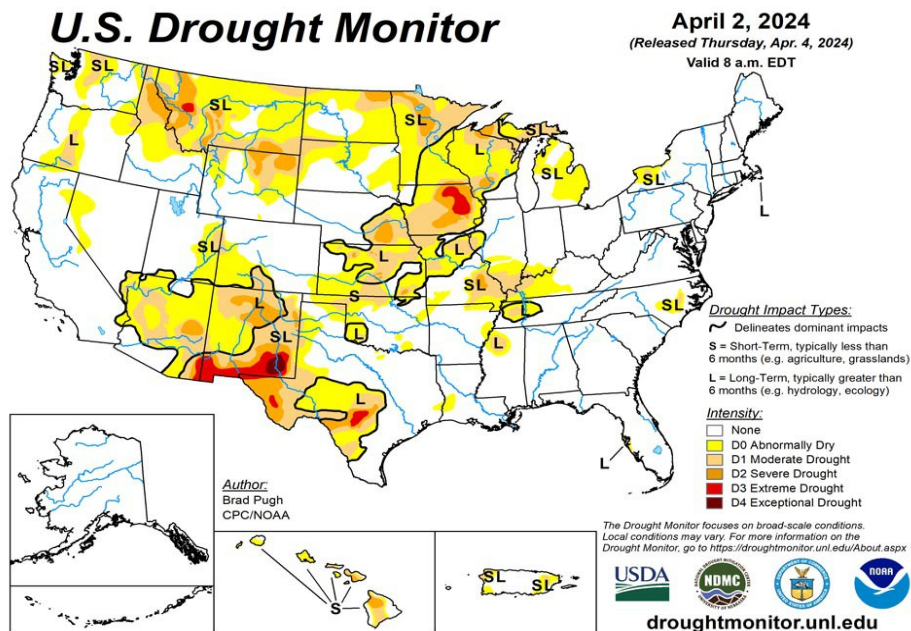 U.S. Drought Monitor
April 2, 2024
(Released Thursday, Apr. 4, 2024)
Valid 8 a.m. EDT
SL
SL
SL
SL
SL
L
L
SL
SL
L
SL
L
L
S
SL
L
SL
L
L
SL
L
L
L
L
Drought Impact Types:
Delineates dominant impacts
S = Short-Term, typically less than
6 months (e.g. agriculture, grasslands)
L = Long-Term, typically greater than
6 months (e.g. hydrology, ecology)
Intensity:
None
D0 Abnormally Dry
D1 Moderate Drought
D2 Severe Drought
D3 Extreme Drought
D4 Exceptional Drought
Author:
Brad Pugh
CPC/NOAA
S
SL
SL
The Drought Monitor focuses on broad-scale conditions.
Local conditions may vary. For more information on the
Drought Monitor, go to https://droughtmonitor.unl.edu/About.aspx
USDA
NDMC
NOAA
droughtmonitor.unl.edu